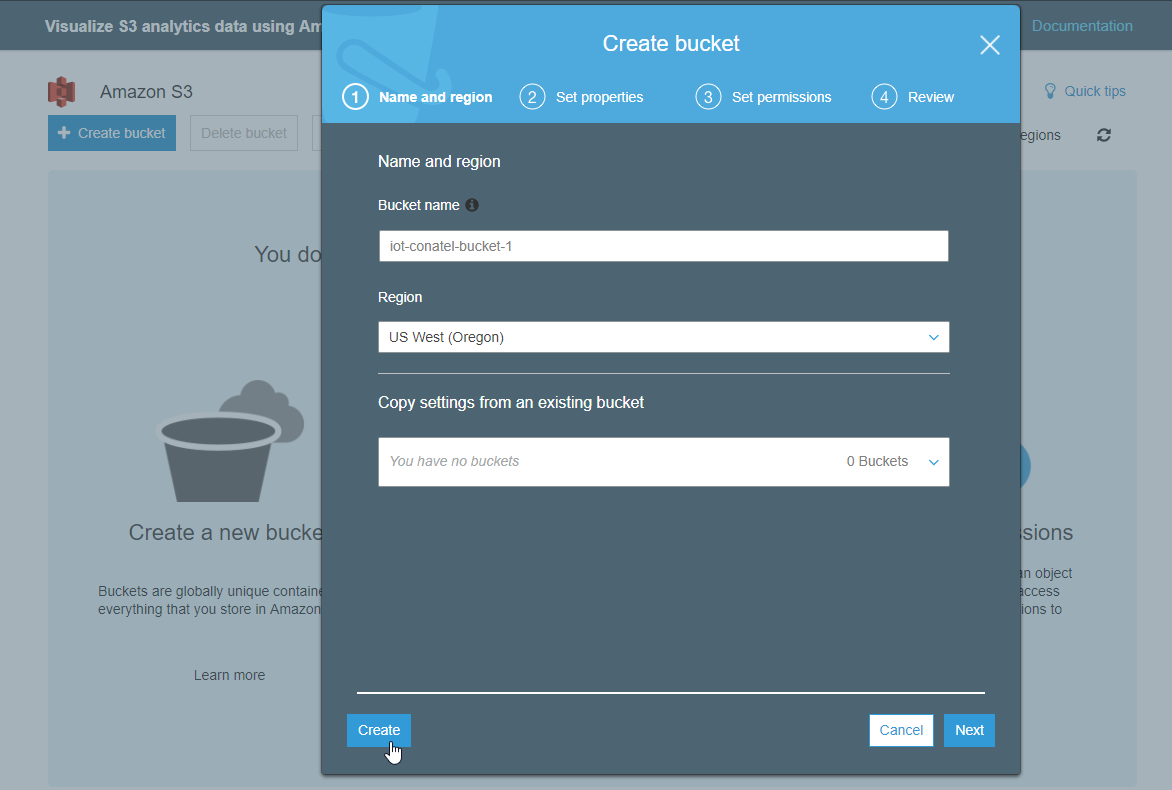 Visualize S3 analytics data using Am
Documentation
Amazon S3
Quick tips
Create bucket
Delete bucket
egions
You do
Create a new bucke
Buckets are globally unique containe
everything that you store in Amazon
Learn more
Create bucket
1 Name and region
2 Set properties
3 Set permissions
4 Review
Name and region
Bucket name
iot-conatel-bucket-1
Region
US West (Oregon)
Copy settings from an existing bucket
You have no buckets
0 Buckets
Create
Cancel
Next
ssions
an object
access
ions to